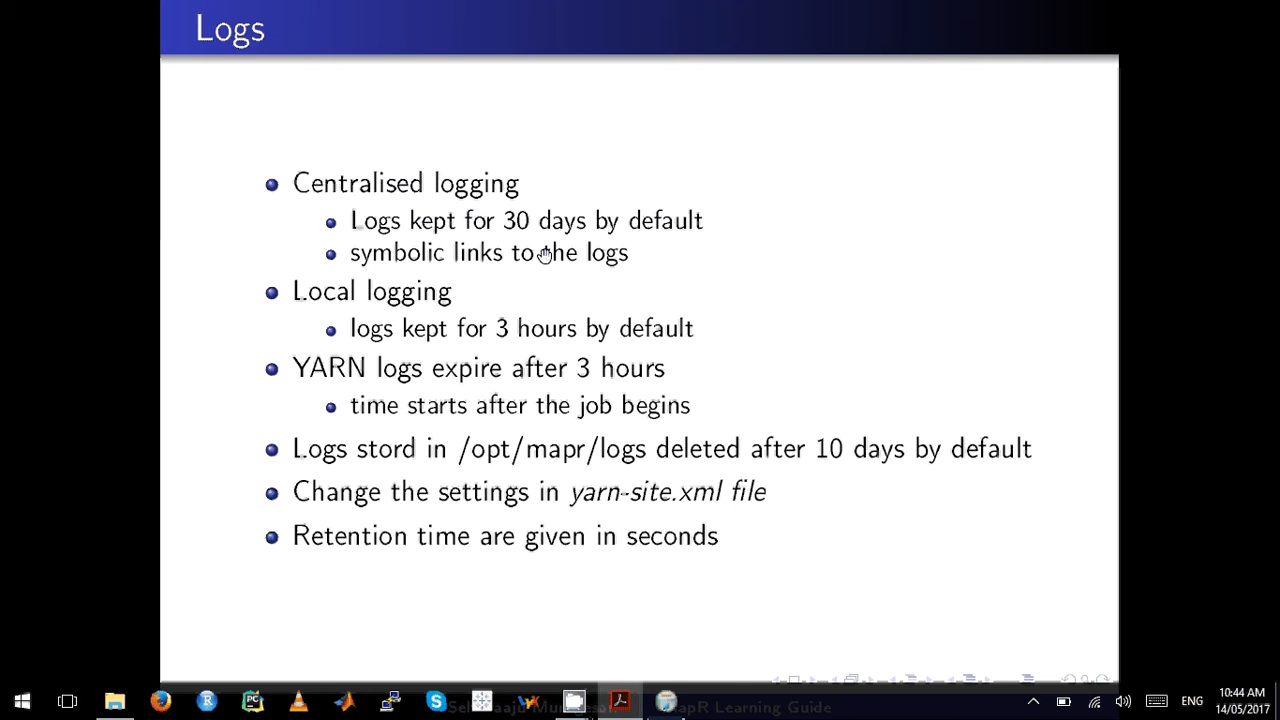 Logs
Centralised logging
Logs kept for 30 days by default
symbolic links to the logs
Local logging
logs kept for 3 hours by default
YARN logs expire after 3 hours
time starts after the job begins
Logs stord in /opt/mapr/logs deleted after 10 days by default
Change the settings in yarn-site.xml file
Retention time are given in seconds
Learning Guide
ENG
10:44 AM
14/05/2017